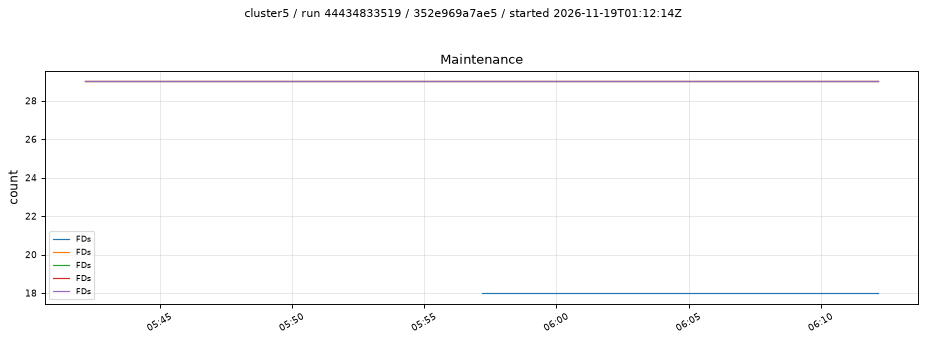 cluster5 / run 44434833519 / 352e969a7ae5 / started 2026-11-19T01:12:14Z
Maintenance
count
28
26
24
22
20
18
FDs
FDs
FDs
FDs
FDs
05:45
05:50
05:55
06:00
06:05
06:10